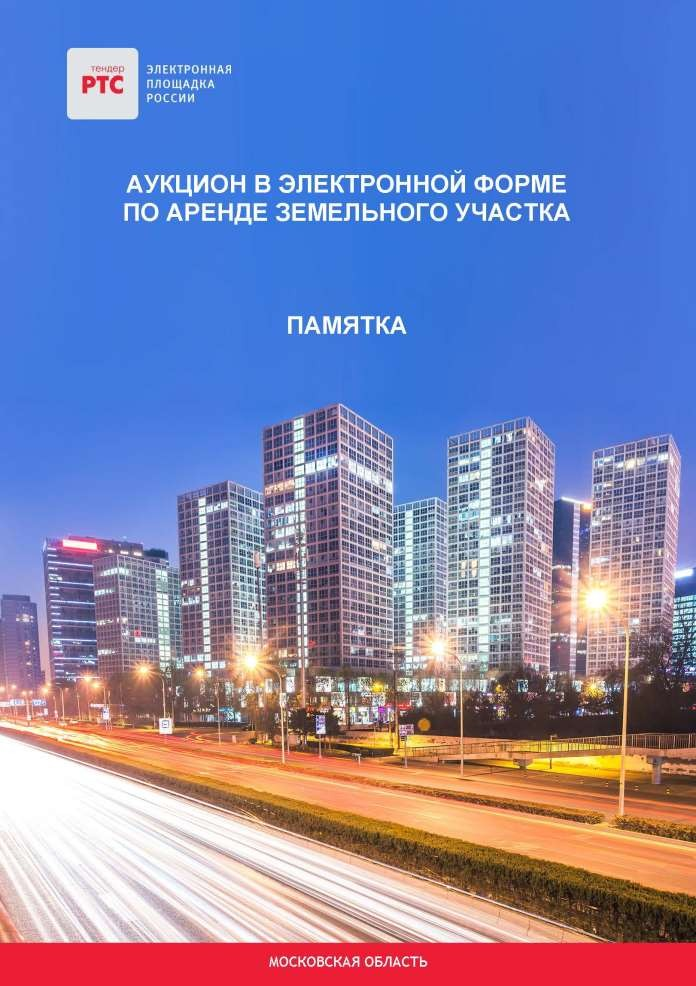 тендер
РТС
ЭЛЕКТРОННАЯ
ПЛОЩАДКА
РОССИИ
АУКЦИОН В ЭЛЕКТРОННОЙ ФОРМЕ
ПО АРЕНДЕ ЗЕМЕЛЬНОГО УЧАСТКА
ПАМЯТКА
МОСКОВСКАЯ ОБЛАСТЬ